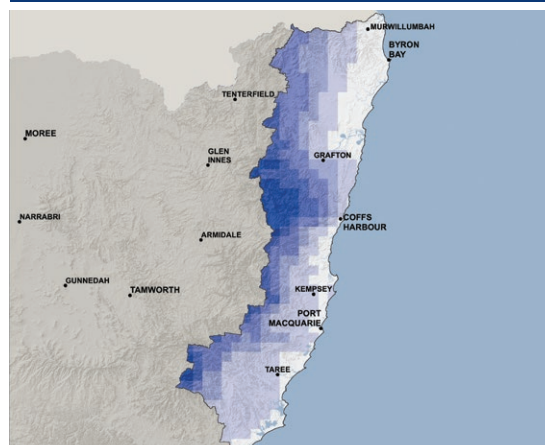 MURWILLUMBAH
BYRON
BAY
TENTERFIELD
MOREE
GLEN
INNES
GRAFTON
NARRABRI
COFFS
HARBOUR
ARMIDALE
GUNNEDAH
TAMWORTH
KEMPSEY
PORT
MACQUARIE
TAREE